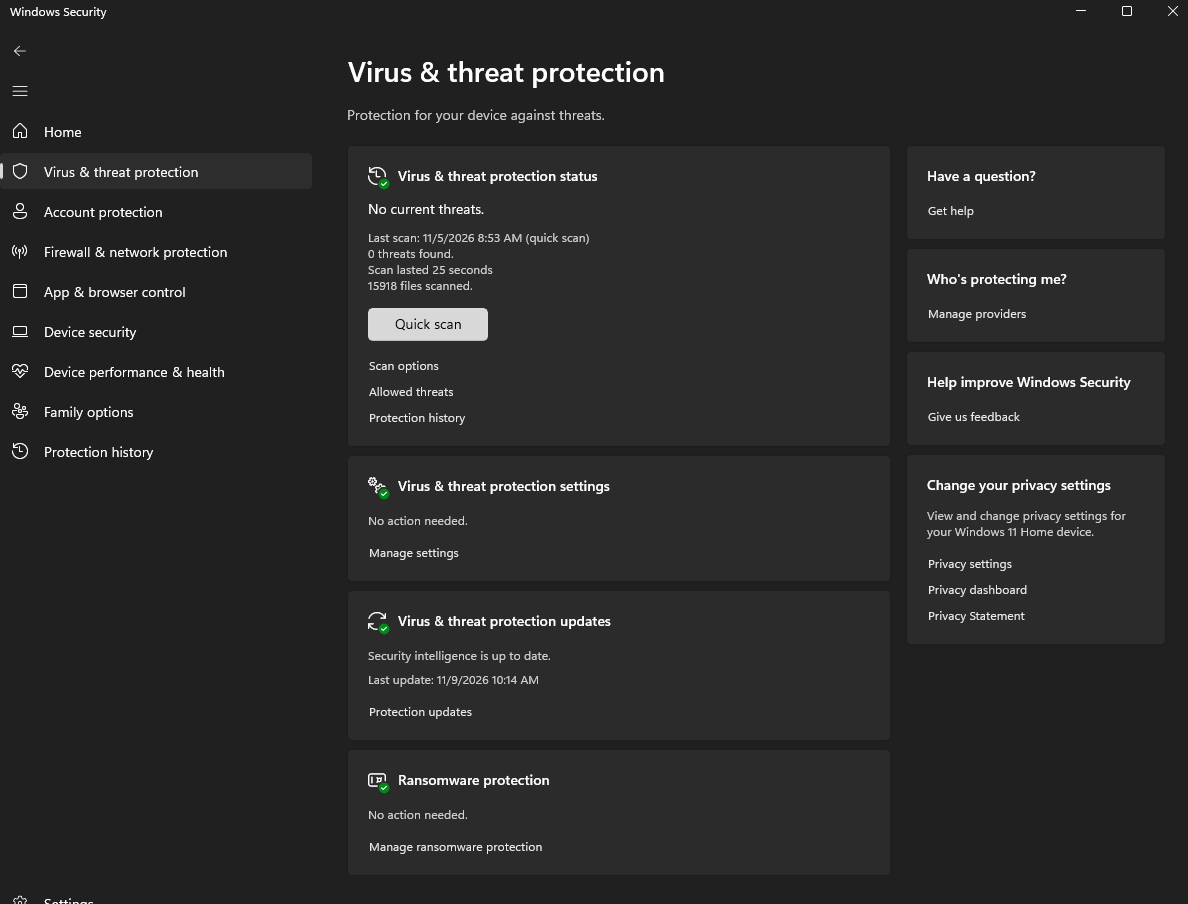 Windows Security
Home
Virus & threat protection
Account protection
Firewall & network protection
App & browser control
Device security
Device performance & health
Family options
Protection history
Settings
Virus & threat protection
Protection for your device against threats.
Virus & threat protection status
No current threats.
Last scan: 11/5/2026 8:53 AM (quick scan)
0 threats found.
Scan lasted 25 seconds
15918 files scanned.
Quick scan
Scan options
Allowed threats
Protection history
Virus & threat protection settings
No action needed.
Manage settings
Virus & threat protection updates
Security intelligence is up to date.
Last update: 11/9/2026 10:14 AM
Protection updates
Ransomware protection
No action needed.
Manage ransomware protection
Have a question?
Get help
Who's protecting me?
Manage providers
Help improve Windows Security
Give us feedback
Change your privacy settings
View and change privacy settings for
your Windows 11 Home device.
Privacy settings
Privacy dashboard
Privacy Statement